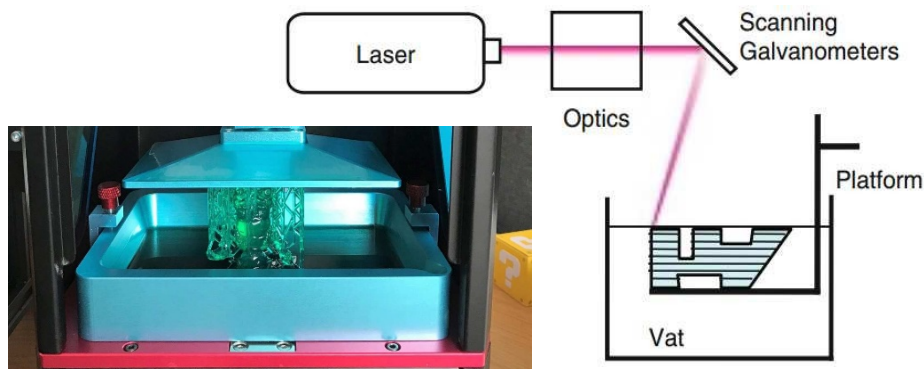 Laser
Optics
Scanning
Galvanometers
Platform
Vat
?